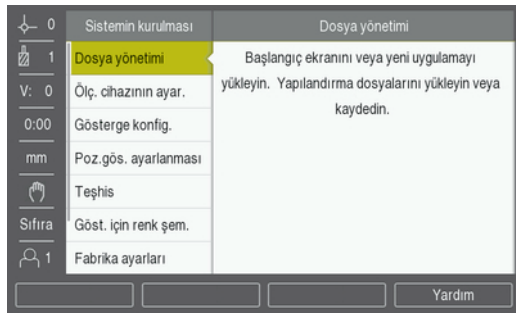 0
Sistemin kurulması
Dosya yönetimi
1
Dosya yönetimi
Başlangıç ekranını veya yeni uygulamayı
yükleyin. Yapılandırma dosyalarını yükleyin veya
kaydedin.
V: 0
Ölç. cihazının ayar.
0:00
Gösterge konfig.
mm
Poz.gös. ayarlanması
Teşhis
Sıfıra
Göst. için renk şem.
1
Fabrika ayarları
Yardım